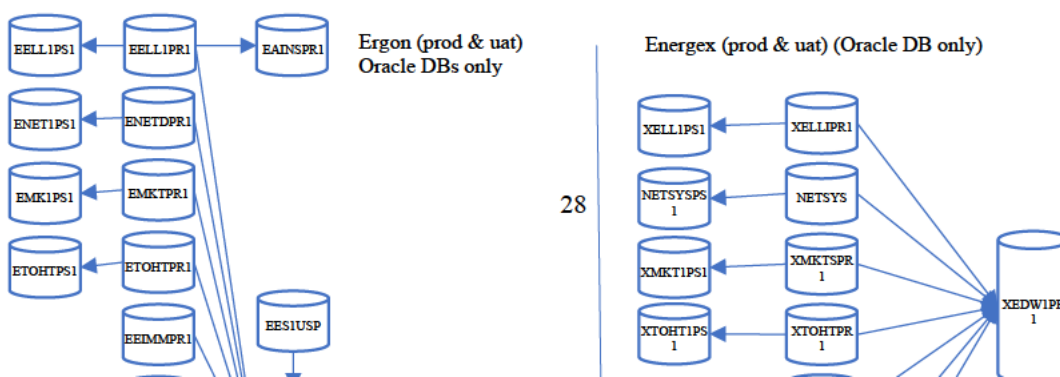 EELL1PS1
EELL1PR1
EAINSPR1
Ergon (prod & uat)
Oracle DBs only
ENET1PS1
ENETDPR1
EMK1PS1
EMKTPR1
ETOHTPS1
ETOHTPR1
EEIMMPR1
EES1USP
28
Energex (prod & uat) (Oracle DB only)
XELL1PS1
XELLIPR1
NETSYSPS
1
NETSYS
XMKT1PS1
XMKTSPR
1
XTOHT1PS
1
XTOHTPR
1
XEDW1PR
1